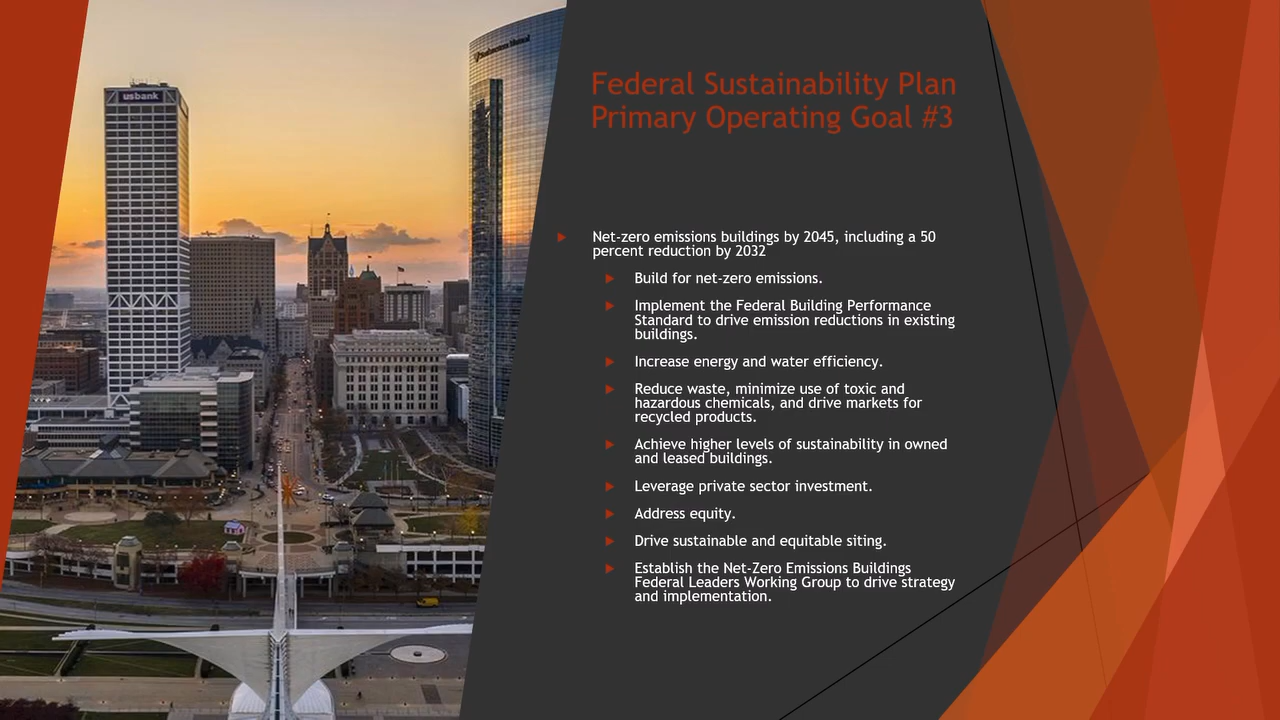 usbank
Northwestern Mutual
Federal Sustainability Plan
Primary Operating Goal #3
Net-zero emissions buildings by 2045, including a 50
percent reduction by 2032
Build for net-zero emissions.
Implement the Federal Building Performance
Standard to drive emission reductions in existing
buildings.
Increase energy and water efficiency.
Reduce waste, minimize use of toxic and
hazardous chemicals, and drive markets for
recycled products.
Achieve higher levels of sustainability in owned
and leased buildings.
Leverage private sector investment.
Address equity.
Drive sustainable and equitable siting.
Establish the Net-Zero Emissions Buildings
Federal Leaders Working Group to drive strategy
and implementation.